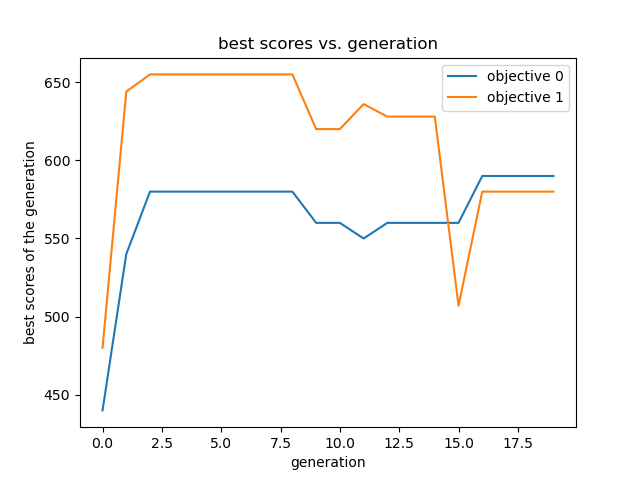 best scores vs. generation
objective 0
objective 1
best scores of the generation
650
600
550
500
450
0.0 2.5 5.0 7.5 10.0 12.5 15.0 17.5
generation